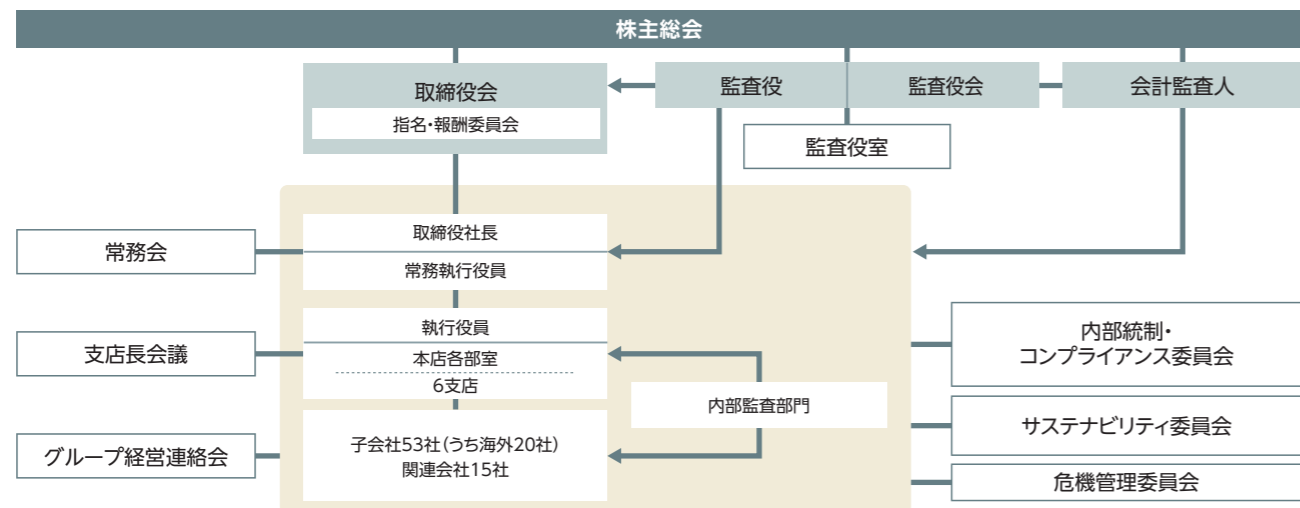 株主総会
取締役会
指名・報酬委員会
監査役
監査役会
会計監査人
監査役室
取締役社長
常務執行役員
常務会
執行役員
本店各部室
6支店
支店長会議
内部監査部門
子会社53社(うち海外20社)
関連会社15社
グループ経営連絡会
内部統制・
コンプライアンス委員会
サステナビリティ委員会
危機管理委員会